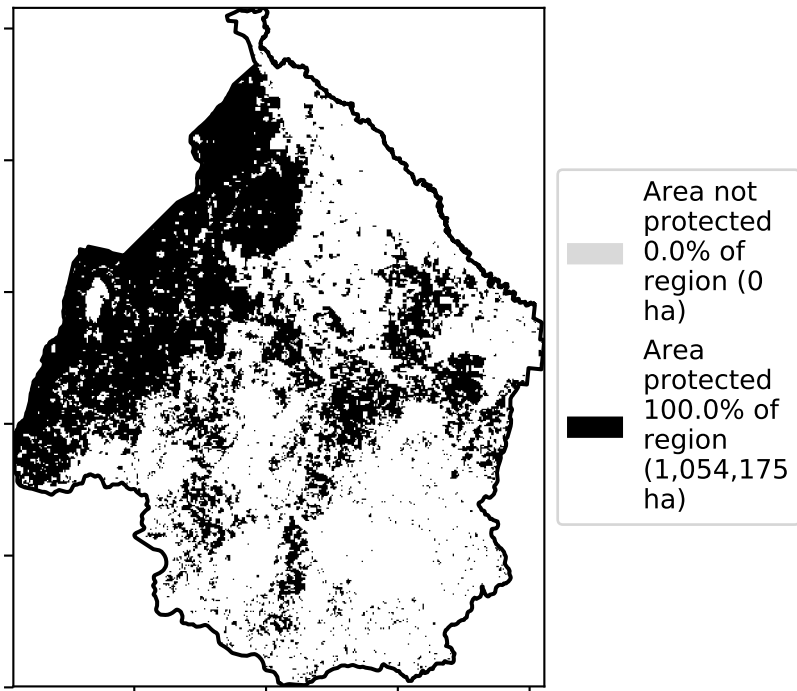 Area not
protected
0.0% of
region (0
ha)
Area
protected
100.0% of
region
(1,054,175
ha)